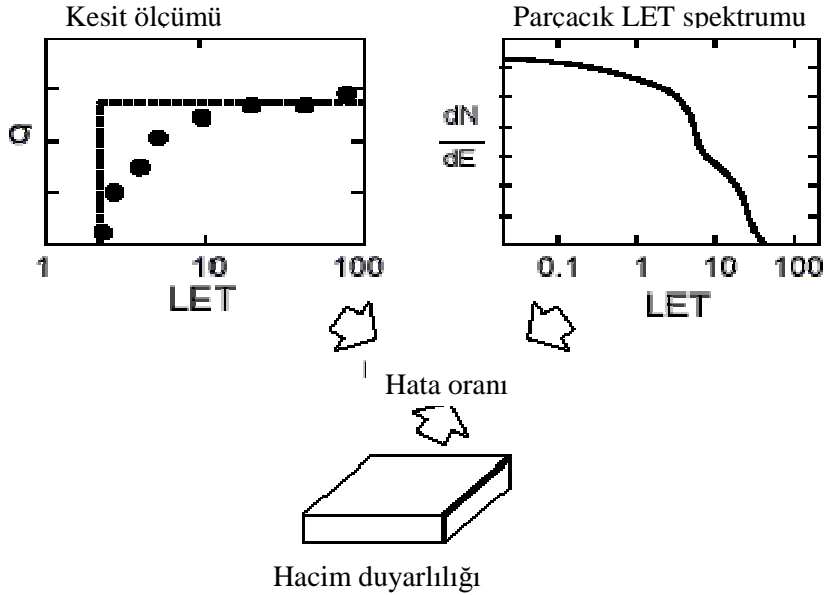 Kesit ölçümü
Parçacık LET spektrumu
σ
1 10 100
LET
dN
dE
0.1 1 10 100
LET
Hata oranı
Hacim duyarlılığı